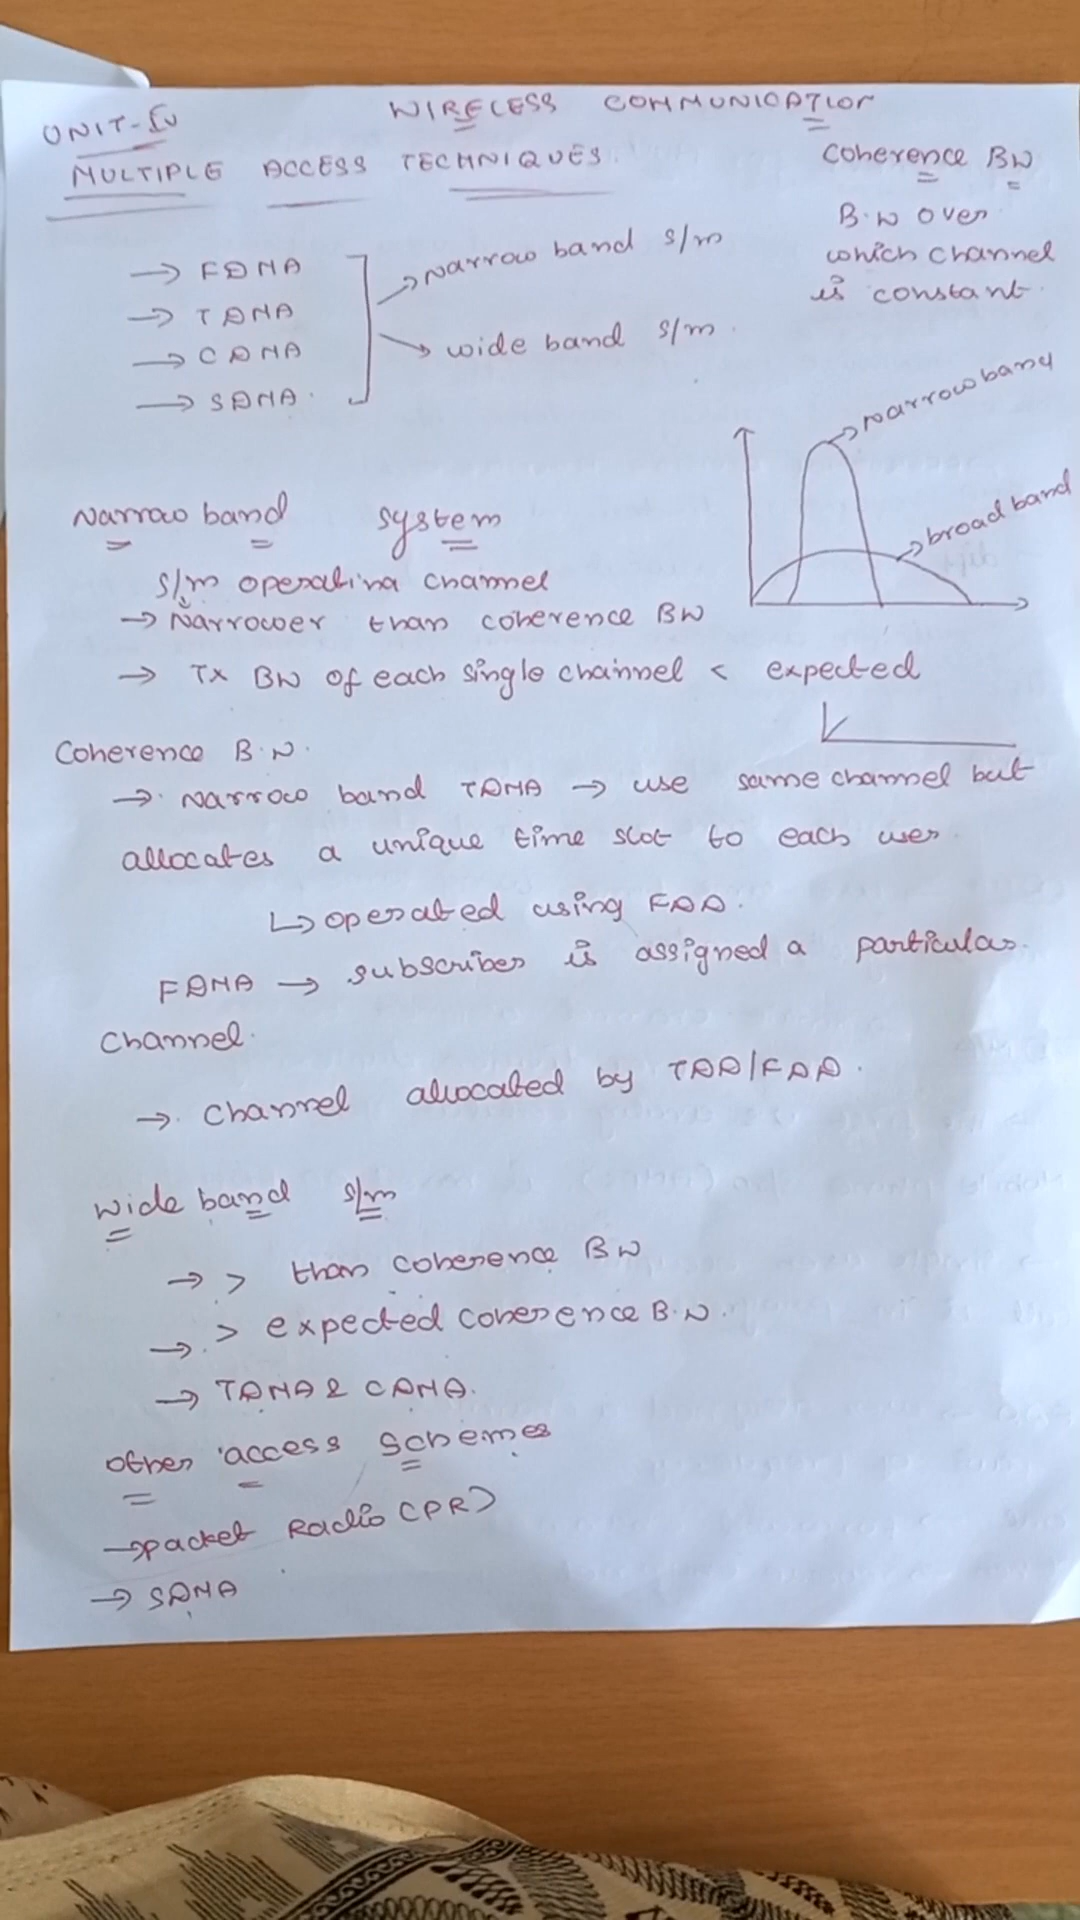 WIRELESS COMMUNICATION
UNIT-IV
MULTIPLE ACCESS TECHNIQUES.
Coherence BW
B.W over
which channel
is constant.
→ FDMA
→ TDMA
→ CDMA
→ SDMA.
→ Narrow band s/m
→ wide band s/m.
→ Narrow band
→ broad band
Narrow band system
s/m operating channel
→ Narrower than coherence BW
→ Tx BW of each single channel < expected
Coherence B.W.
→ Narrow band TDMA → use same channel but
allocates a unique time slot to each user.
↳ operated using FDD.
FDMA → subscriber is assigned a particular
channel.
→ channel allocated by TDD/FDD.
wide band s/m
→ > than coherence BW
→ > expected coherence B.W.
→ TDMA & CDMA.
other access schemes
→ packet Radio (PR)
→ SDMA